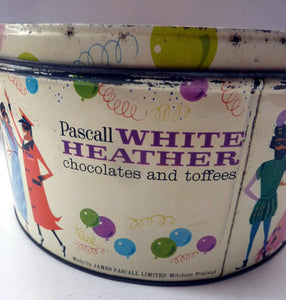 Pascall WHITE
HEATHER
chocolates and toffees
Made by JAMES PASCALL LIMITED Mitcham England